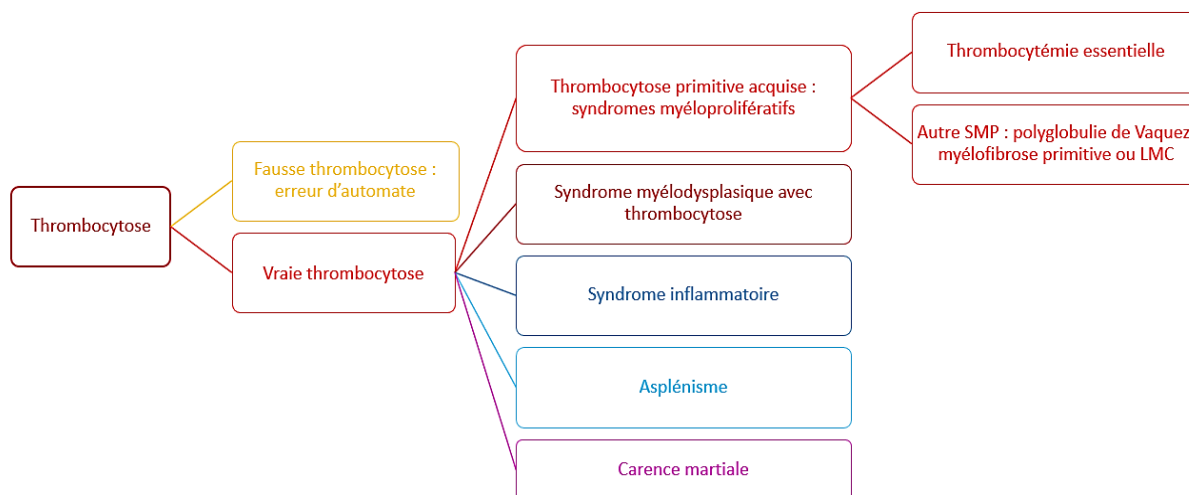 Thrombocytose
Fausse thrombocytose :
erreur d’automate
Vraie thrombocytose
Thrombocytose primitive acquise :
syndromes myéloprolifératifs
Thrombocytémie essentielle
Autre SMP : polyglobulie de Vaquez
myélofibrose primitive ou LMC
Syndrome myélodysplasique avec
thrombocytose
Syndrome inflammatoire
Asplénisme
Carence martiale